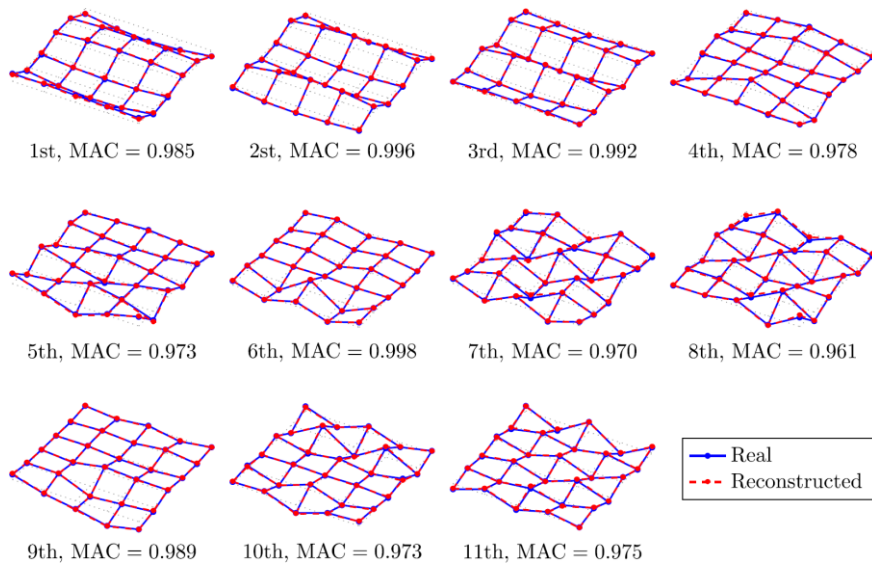 1st, MAC = 0.985
2st, MAC = 0.996
3rd, MAC = 0.992
4th, MAC = 0.978
5th, MAC = 0.973
6th, MAC = 0.998
7th, MAC = 0.970
8th, MAC = 0.961
9th, MAC = 0.989
10th, MAC = 0.973
11th, MAC = 0.975
Real
Reconstructed